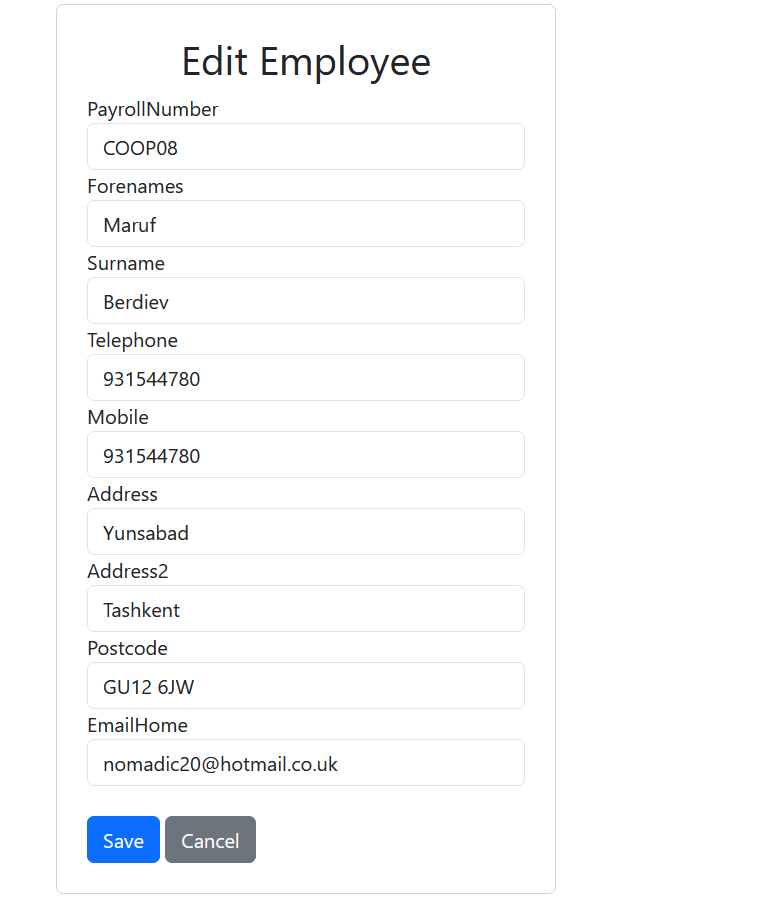 Edit Employee
PayrollNumber
COOP08
Forenames
Maruf
Surname
Berdiev
Telephone
931544780
Mobile
931544780
Address
Yunsabad
Address2
Tashkent
Postcode
GU12 6JW
EmailHome
nomadic20@hotmail.co.uk
Save Cancel